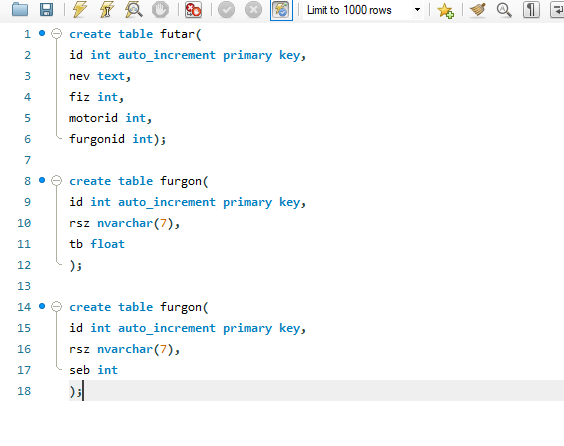 Limit to 1000 rows
1 create table futar(
2 id int auto_increment primary key,
3 nev text,
4 fiz int,
5 motorid int,
6 furgonid int);
7
8 create table furgon(
9 id int auto_increment primary key,
10 rsz nvarchar(7),
11 tb float
12 );
13
14 create table furgon(
15 id int auto_increment primary key,
16 rsz nvarchar(7),
17 seb int
18 );